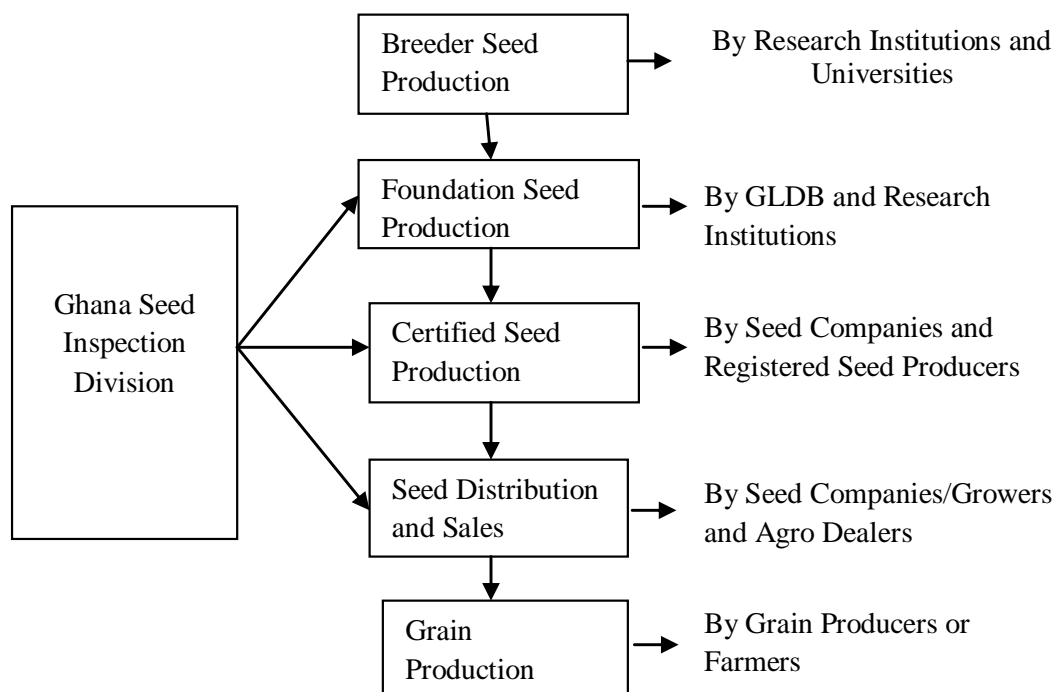 Breeder Seed
Production
By Research Institutions and
Universities
Foundation Seed
Production
By GLDB and Research
Institutions
Ghana Seed
Inspection
Division
Certified Seed
Production
By Seed Companies and
Registered Seed Producers
Seed Distribution
and Sales
By Seed Companies/Growers
and Agro Dealers
Grain
Production
By Grain Producers or
Farmers